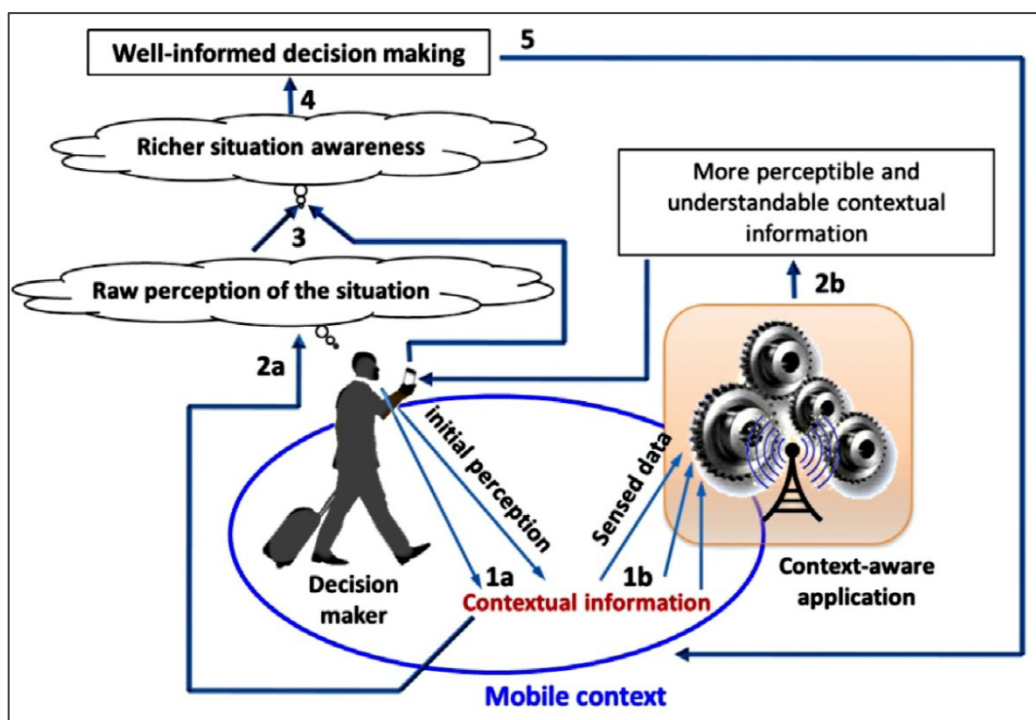 Well-informed decision making
5
4
Richer situation awareness
3
More perceptible and
understandable contextual
information
Raw perception of the situation
2b
2a
initial perception
Sensed data
Decision
maker
1a
1b
Contextual information
Context-aware
application
Mobile context